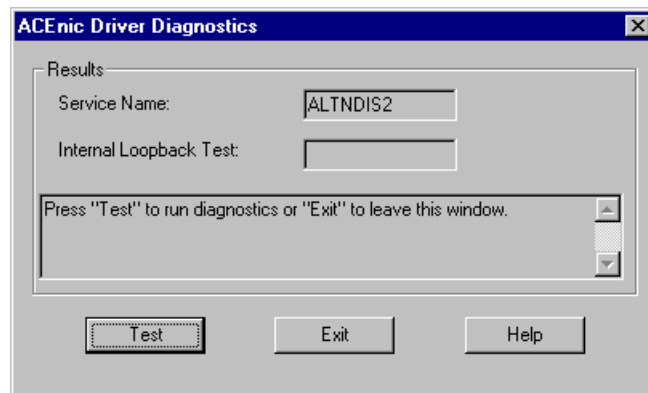 ACEnic Driver Diagnostics
Results
Service Name: ALTNDIS2
Internal Loopback Test:
Press "Test" to run diagnostics or "Exit" to leave this window.
Test Exit Help